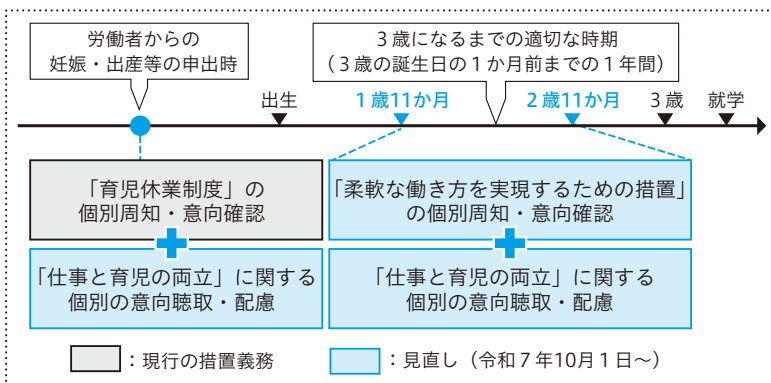 労働者からの
妊娠・出産等の申出時
３歳になるまでの適切な時期
（３歳の誕生日の１か月前までの１年間）
出生
１歳11か月
２歳11か月
３歳
就学
「育児休業制度」の
個別周知・意向確認
「柔軟な働き方を実現するための措置」
の個別周知・意向確認
「仕事と育児の両立」に関する
個別の意向聴取・配慮
「仕事と育児の両立」に関する
個別の意向聴取・配慮
：現行の措置義務
：見直し（令和７年10月１日～）